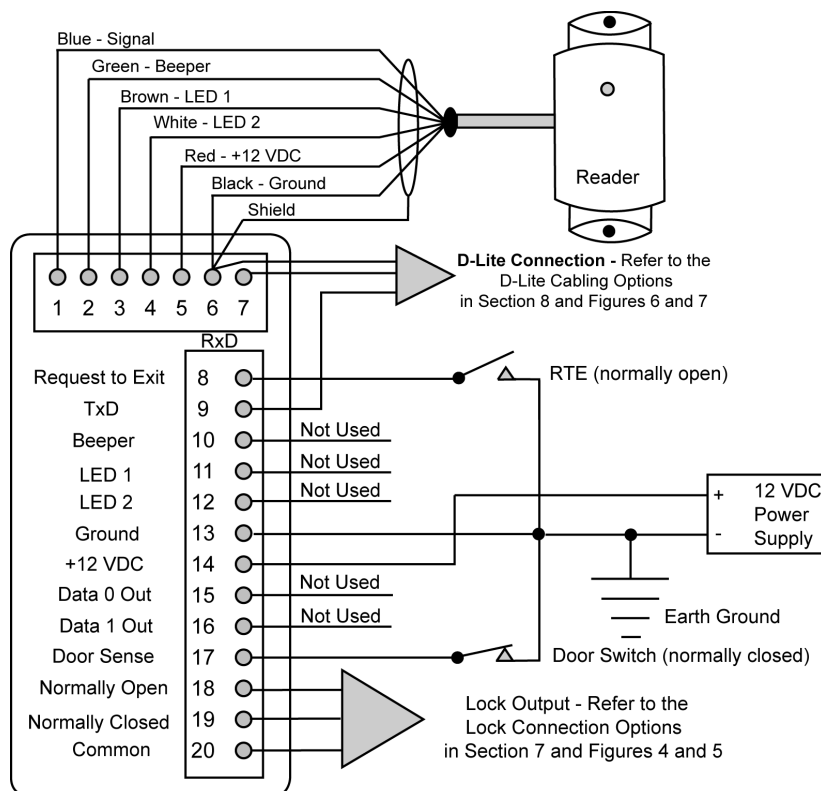 Blue - Signal
Green - Beeper
Brown - LED 1
White - LED 2
Red - +12 VDC
Black - Ground
Shield
Reader
D-Lite Connection - Refer to the
D-Lite Cabling Options
in Section 8 and Figures 6 and 7
1 2 3 4 5 6 7
RxD
Request to Exit 8
RTE (normally open)
TxD 9
Beeper 10 Not Used
LED 1 11 Not Used
LED 2 12 Not Used
Ground 13
+12 VDC 14
+ 12 VDC
Power
- Supply
Data 0 Out 15 Not Used
Data 1 Out 16 Not Used
Earth Ground
Door Sense 17
Door Switch (normally closed)
Normally Open 18
Normally Closed 19
Common 20
Lock Output - Refer to the
Lock Connection Options
in Section 7 and Figures 4 and 5